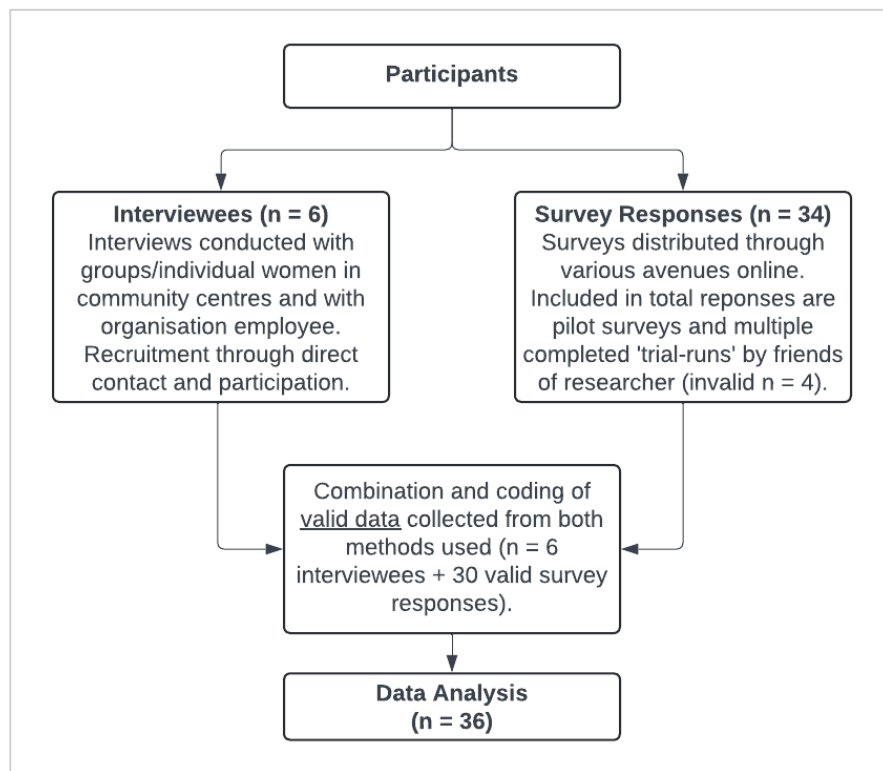 Participants
Interviewees (n = 6)
Interviews conducted with
groups/individual women in
community centres and with
organisation employee.
Recruitment through direct
contact and participation.
Survey Responses (n = 34)
Surveys distributed through
various avenues online.
Included in total reponses are
pilot surveys and multiple
completed 'trial-runs' by friends
of researcher (invalid n = 4).
Combination and coding of
valid data collected from both
methods used (n = 6
interviewees + 30 valid survey
responses).
Data Analysis
(n = 36)